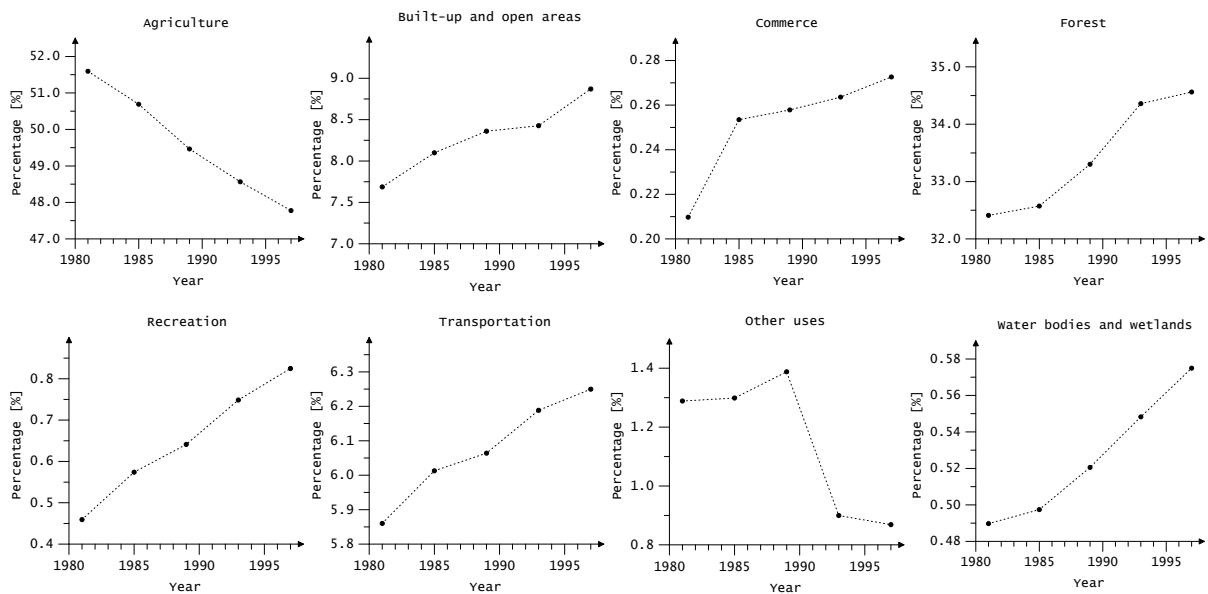 Agriculture
Percentage [%]
52.0
51.0
50.0
49.0
48.0
47.0
1980 1985 1990 1995
Year
Built-up and open areas
Percentage [%]
9.0
8.5
8.0
7.5
7.0
1980 1985 1990 1995
Year
Commerce
Percentage [%]
0.28
0.26
0.24
0.22
0.20
1980 1985 1990 1995
Year
Forest
Percentage [%]
35.0
34.0
33.0
32.0
1980 1985 1990 1995
Year
Recreation
Percentage [%]
0.8
0.7
0.6
0.5
0.4
1980 1985 1990 1995
Year
Transportation
Percentage [%]
6.3
6.2
6.1
6.0
5.9
5.8
1980 1985 1990 1995
Year
Other uses
Percentage [%]
1.4
1.2
1.0
0.8
1980 1985 1990 1995
Year
Water bodies and wetlands
Percentage [%]
0.58
0.56
0.54
0.52
0.50
0.48
1980 1985 1990 1995
Year